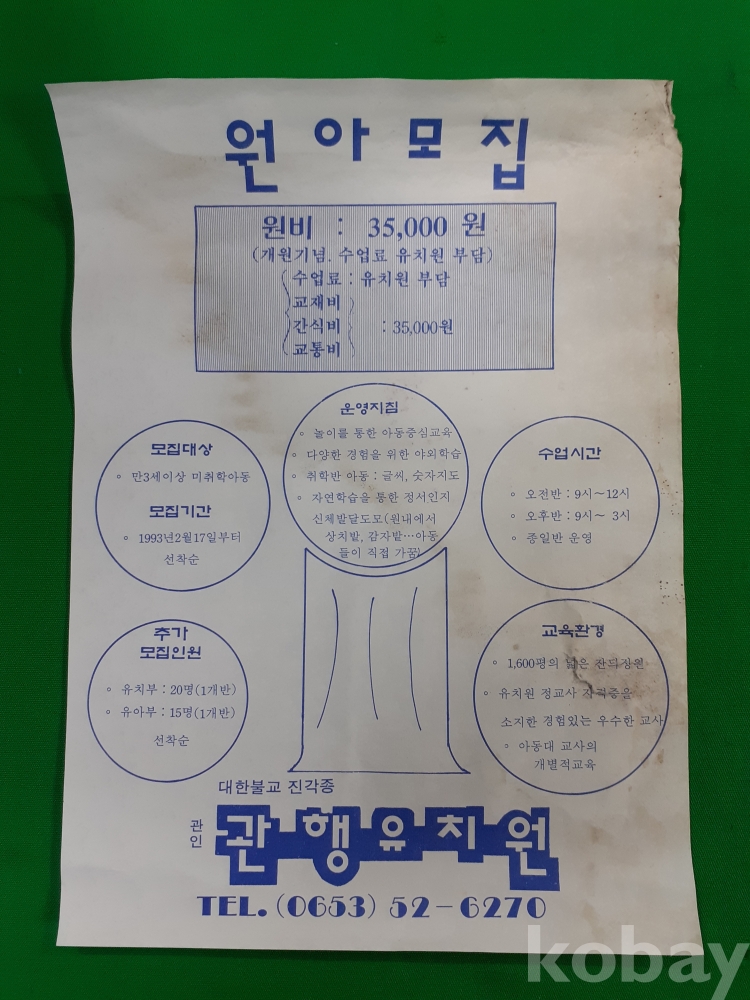 원아모집
원비 : 35,000 원
(개원기념. 수업료 유치원 부담)
수업료 : 유치원 부담
교재비
간식비 : 35,000원
교통비
모집대상
◦ 만3세이상 미취학아동
모집기간
◦ 1993년2월17일부터
선착순
운영지침
◦ 놀이를 통한 아동중심교육
◦ 다양한 경험을 위한 야외학습
◦ 취학반 아동 : 글씨, 숫자지도
◦ 자연학습을 통한 정서인지
신체발달도모(원내에서
상치밭, 감자밭…아동
들이 직접 가꿈)
수업시간
◦ 오전반 : 9시～12시
◦ 오후반 : 9시～ 3시
◦ 종일반 운영
추가
모집인원
◦ 유치부 : 20명(1개반)
◦ 유아부 : 15명(1개반)
선착순
교육환경
◦ 1,600평의 넓은 잔듸장원
◦ 유치원 정교사 자격증을
소지한 경험있는 우수한 교사
◦ 아동대 교사의
개별적교육
대한불교 진각종
관인 관행유치원
TEL. (0653) 52－6270
kobay